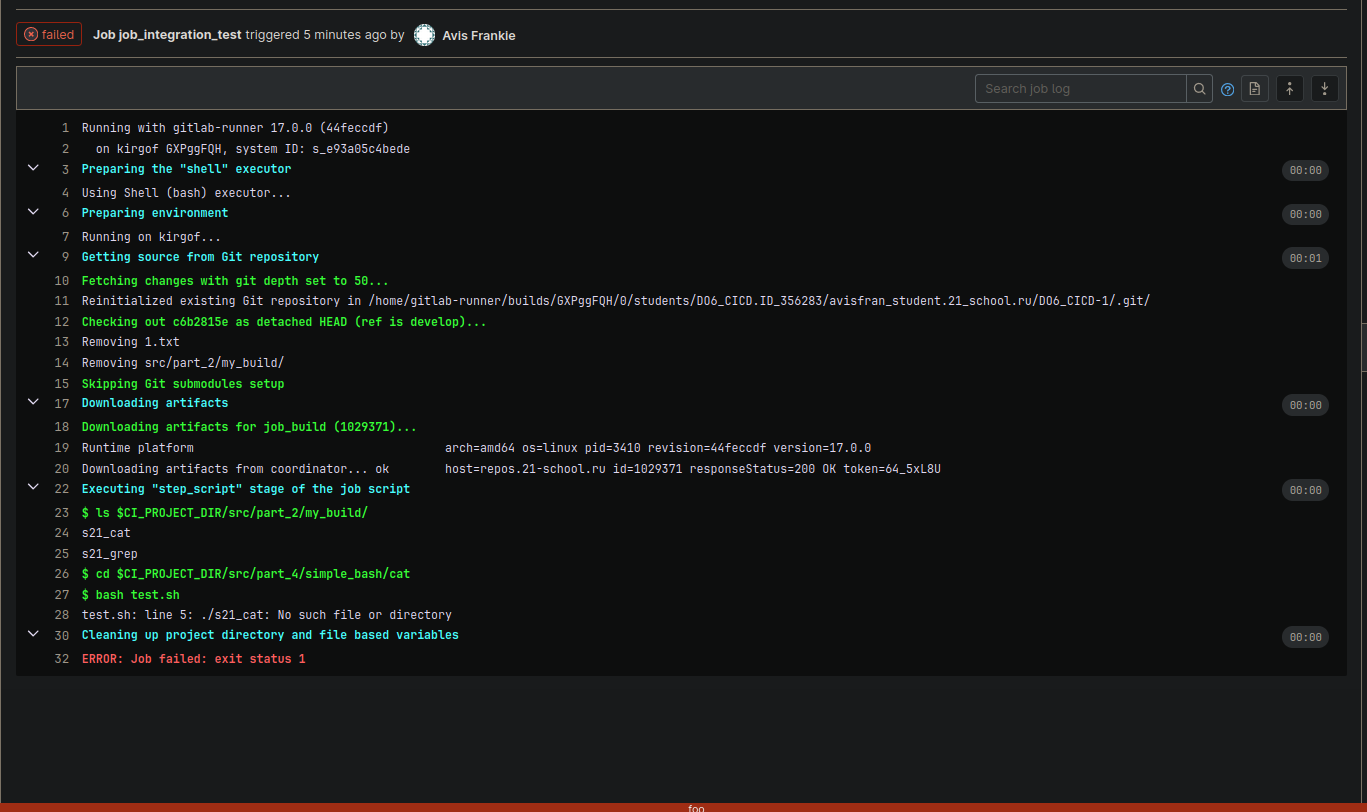 failed Job job_integration_test triggered 5 minutes ago by Avis Frankie
Search job log
1 Running with gitlab-runner 17.0.0 (44feccdf)
2 on kirgof GXPggFQH, system ID: s_e93a05c4bede
3 Preparing the "shell" executor 00:00
4 Using Shell (bash) executor...
6 Preparing environment 00:00
7 Running on kirgof...
9 Getting source from Git repository 00:01
10 Fetching changes with git depth set to 50...
11 Reinitialized existing Git repository in /home/gitlab-runner/builds/GXPggFQH/0/students/DO6_CICD.ID_356283/avisfran_student.21_school.ru/DO6_CICD-1/.git/
12 Checking out c6b2815e as detached HEAD (ref is develop)...
13 Removing 1.txt
14 Removing src/part_2/my_build/
15 Skipping Git submodules setup
17 Downloading artifacts 00:00
18 Downloading artifacts for job_build (1029371)...
19 Runtime platform arch=amd64 os=linux pid=3410 revision=44feccdf version=17.0.0
20 Downloading artifacts from coordinator... ok host=repos.21-school.ru id=1029371 responseStatus=200 OK token=64_5xL8U
22 Executing "step_script" stage of the job script 00:00
23 $ ls $CI_PROJECT_DIR/src/part_2/my_build/
24 s21_cat
25 s21_grep
26 $ cd $CI_PROJECT_DIR/src/part_4/simple_bash/cat
27 $ bash test.sh
28 test.sh: line 5: ./s21_cat: No such file or directory
30 Cleaning up project directory and file based variables 00:00
32 ERROR: Job failed: exit status 1
foo